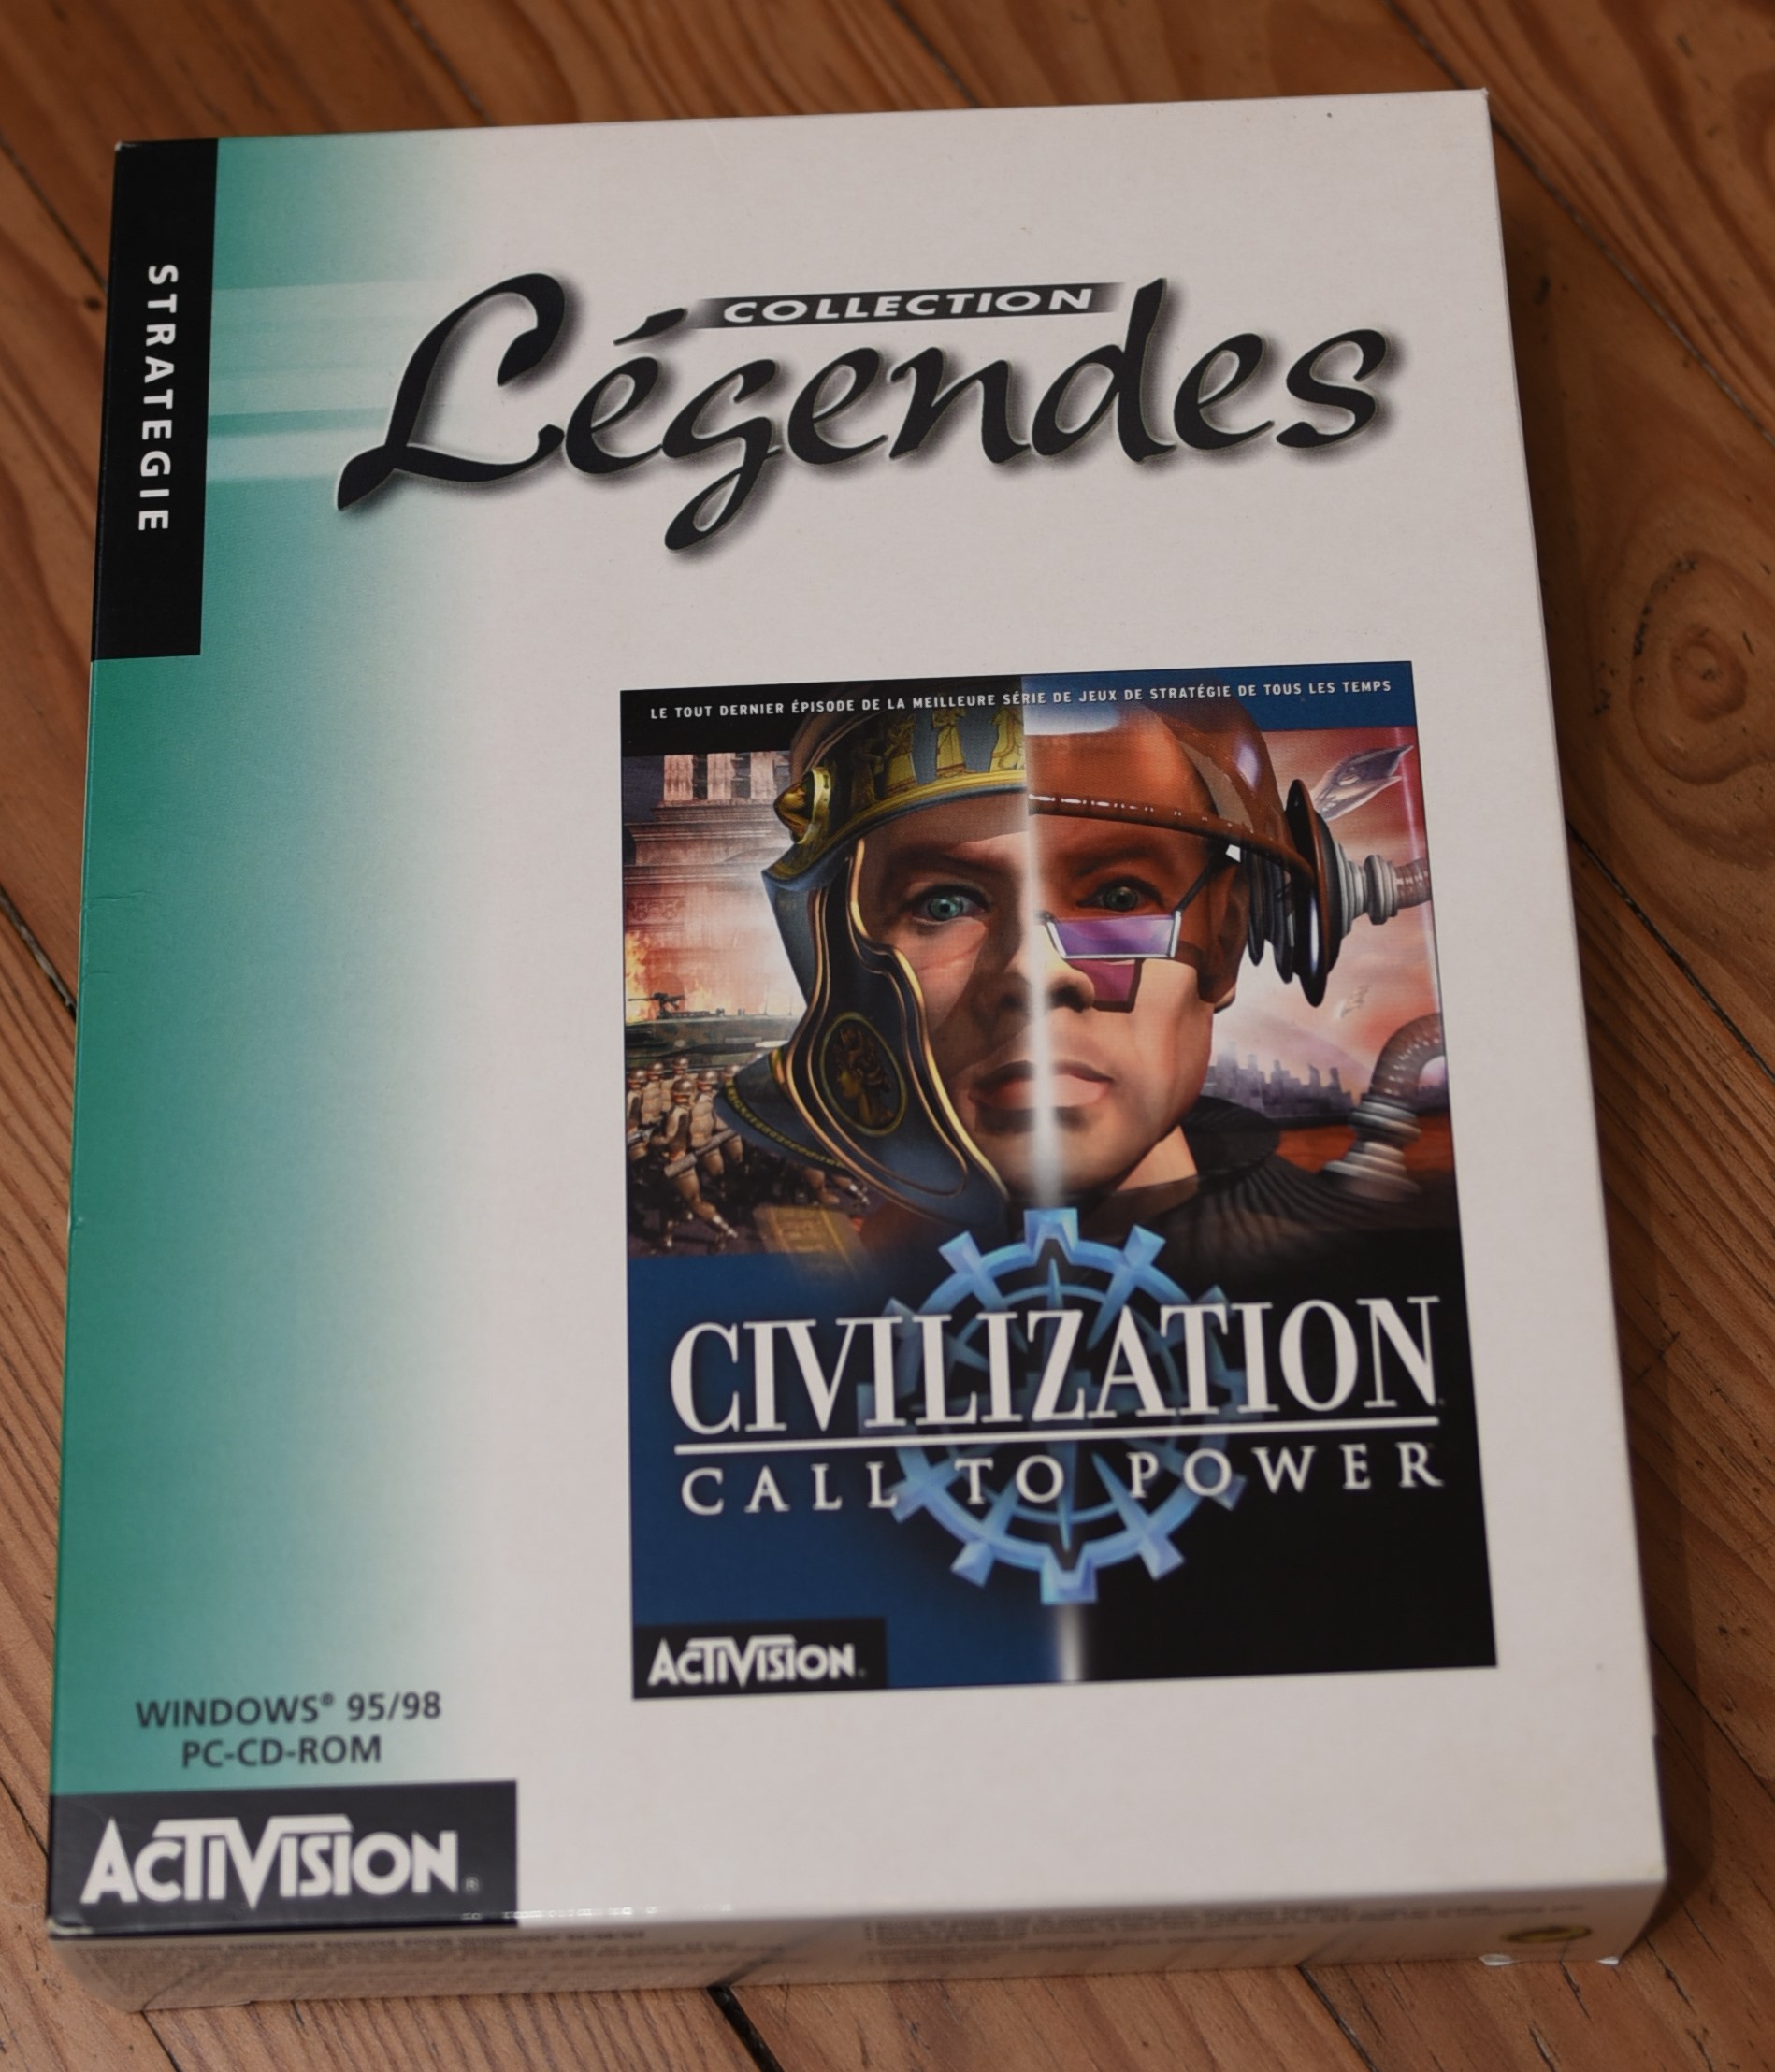 STRATEGIE
COLLECTION
Légendes
LE TOUT DERNIER ÉPISODE DE LA MEILLEURE SÉRIE DE JEUX DE STRATÉGIE DE TOUS LES TEMPS
CIVILIZATION
CALL TO POWER
ACTIVISION
WINDOWS® 95/98
PC-CD-ROM
ACTIVISION®